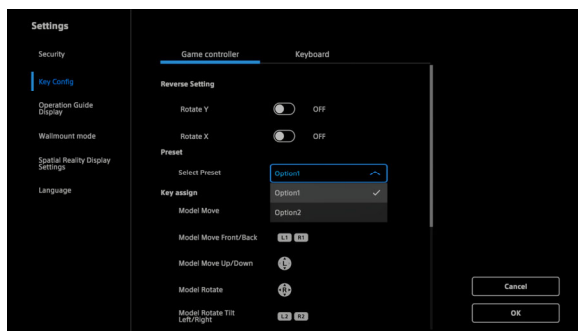 Settings
Security
Key Config
Operation Guide
Display
Wallmount mode
Spatial Reality Display
Settings
Language
Game controller
Keyboard
Reverse Setting
Rotate Y
OFF
Rotate X
OFF
Preset
Select Preset
Option1
Option1
Option2
Key assign
Model Move
Model Move Front/Back
L1 R1
Model Move Up/Down
L
Model Rotate
R
Model Rotate Tilt
Left/Right
L2 R2
Cancel
OK